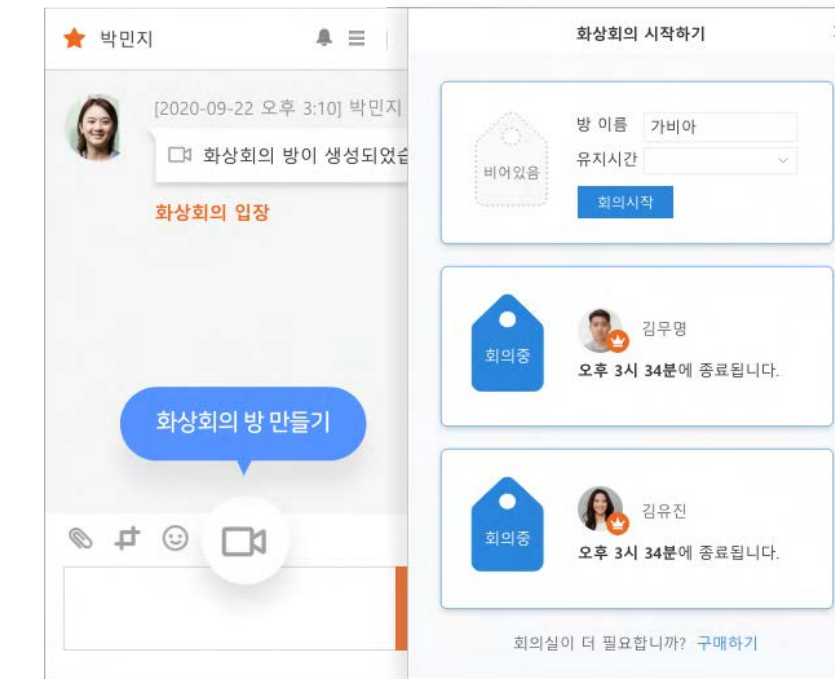 박민지
[2020-09-22 오후 3:10] 박민지
화상회의 방이 생성되었습
화상회의 입장
화상회의 방 만들기
화상회의 시작하기
비어있음
방 이름 가비아
유지시간
회의시작
회의중
김무명
오후 3시 34분에 종료됩니다.
회의중
김유진
오후 3시 34분에 종료됩니다.
회의실이 더 필요합니까? 구매하기